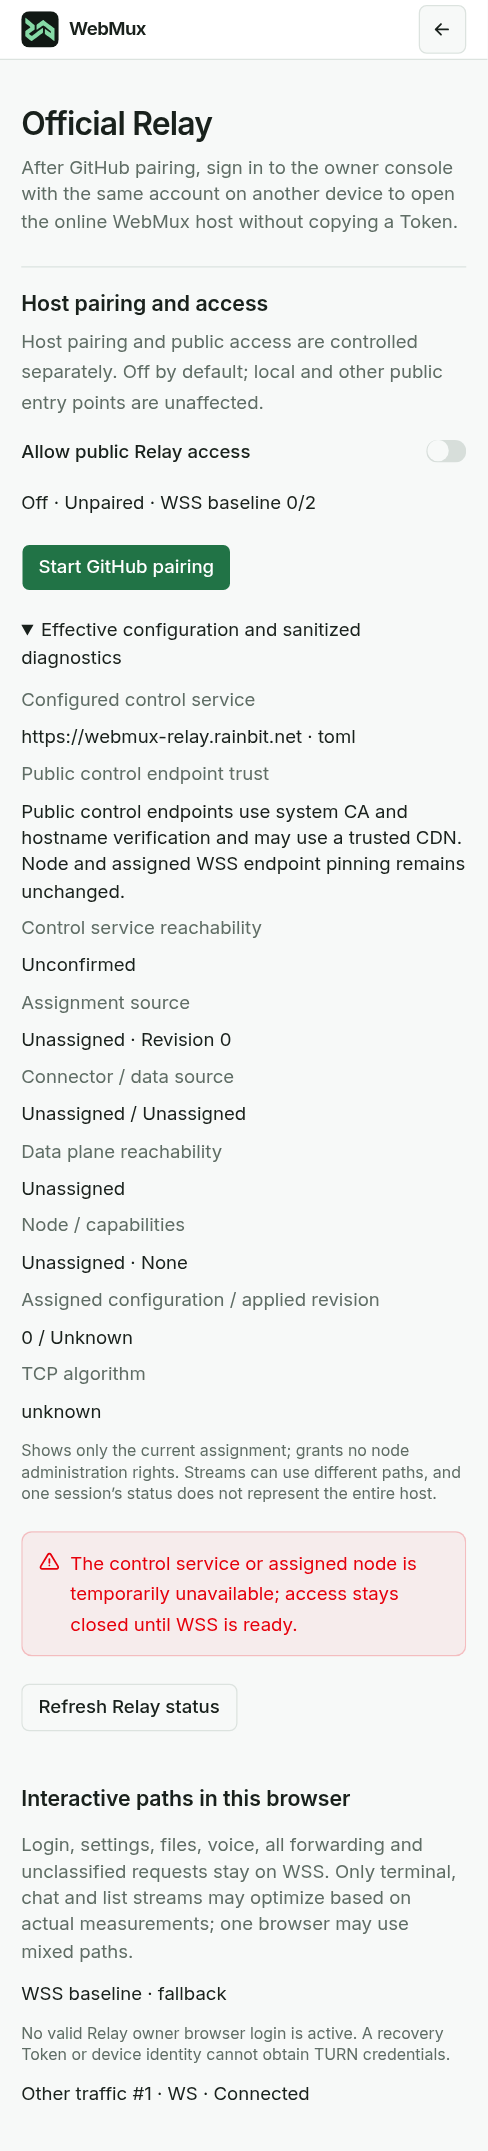 WebMux
←
Official Relay
After GitHub pairing, sign in to the owner console
with the same account on another device to open
the online WebMux host without copying a Token.
Host pairing and access
Host pairing and public access are controlled
separately. Off by default; local and other public
entry points are unaffected.
Allow public Relay access
Off · Unpaired · WSS baseline 0/2
Start GitHub pairing
▼ Effective configuration and sanitized
diagnostics
Configured control service
https://webmux-relay.rainbit.net · toml
Public control endpoint trust
Public control endpoints use system CA and
hostname verification and may use a trusted CDN.
Node and assigned WSS endpoint pinning remains
unchanged.
Control service reachability
Unconfirmed
Assignment source
Unassigned · Revision 0
Connector / data source
Unassigned / Unassigned
Data plane reachability
Unassigned
Node / capabilities
Unassigned · None
Assigned configuration / applied revision
0 / Unknown
TCP algorithm
unknown
Shows only the current assignment; grants no node
administration rights. Streams can use different paths, and
one session’s status does not represent the entire host.
The control service or assigned node is
temporarily unavailable; access stays
closed until WSS is ready.
Refresh Relay status
Interactive paths in this browser
Login, settings, files, voice, all forwarding and
unclassified requests stay on WSS. Only terminal,
chat and list streams may optimize based on
actual measurements; one browser may use
mixed paths.
WSS baseline · fallback
No valid Relay owner browser login is active. A recovery
Token or device identity cannot obtain TURN credentials.
Other traffic #1 · WS · Connected